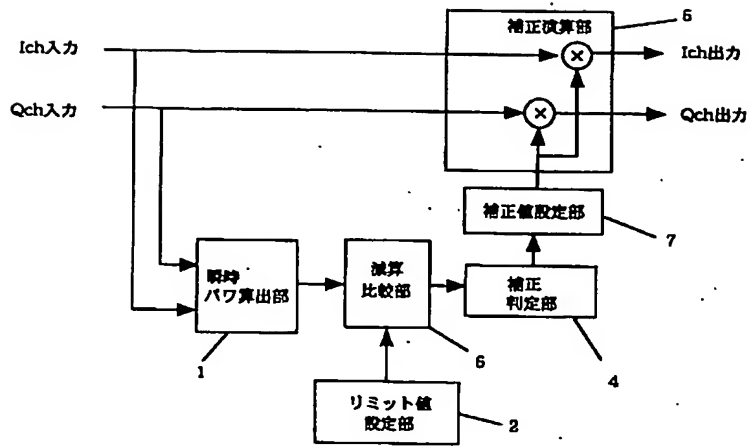 補正演算部
5
Ich入力
Ich出力
Qch入力
Qch出力
補正値設定部
7
瞬時
パワ算出部
減算
比較部
補正
判定部
1
6
4
リミット値
設定部
2